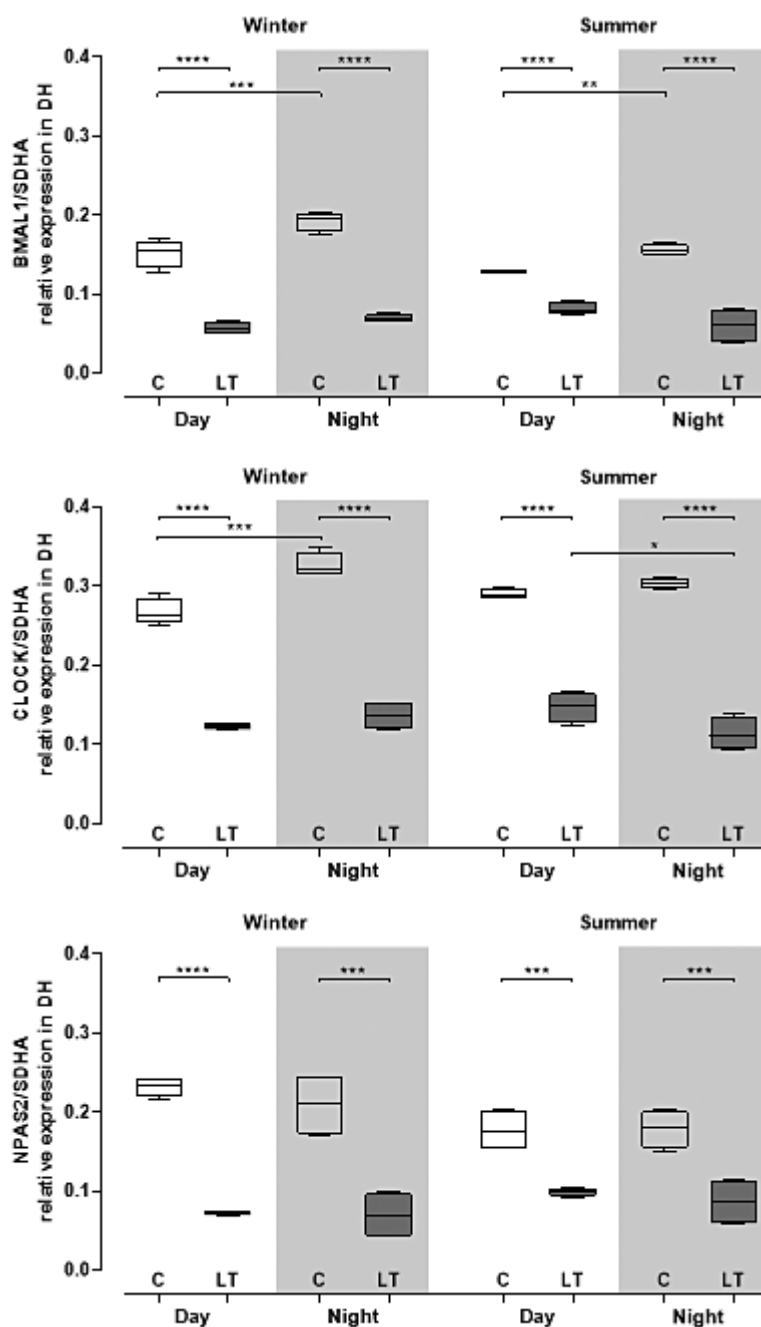 Winter Summer
**** **** **** ****
*** **
0.4
0.3
0.2
0.1
0.0
BMAL1/SDHA
relative expression in DH
C LT C LT C LT C LT
Day Night Day Night
Winter Summer
**** **** **** ****
*** *
0.4
0.3
0.2
0.1
0.0
CLOCK/SDHA
relative expression in DH
C LT C LT C LT C LT
Day Night Day Night
Winter Summer
**** *** *** ***
0.4
0.3
0.2
0.1
0.0
NPAS2/SDHA
relative expression in DH
C LT C LT C LT C LT
Day Night Day Night